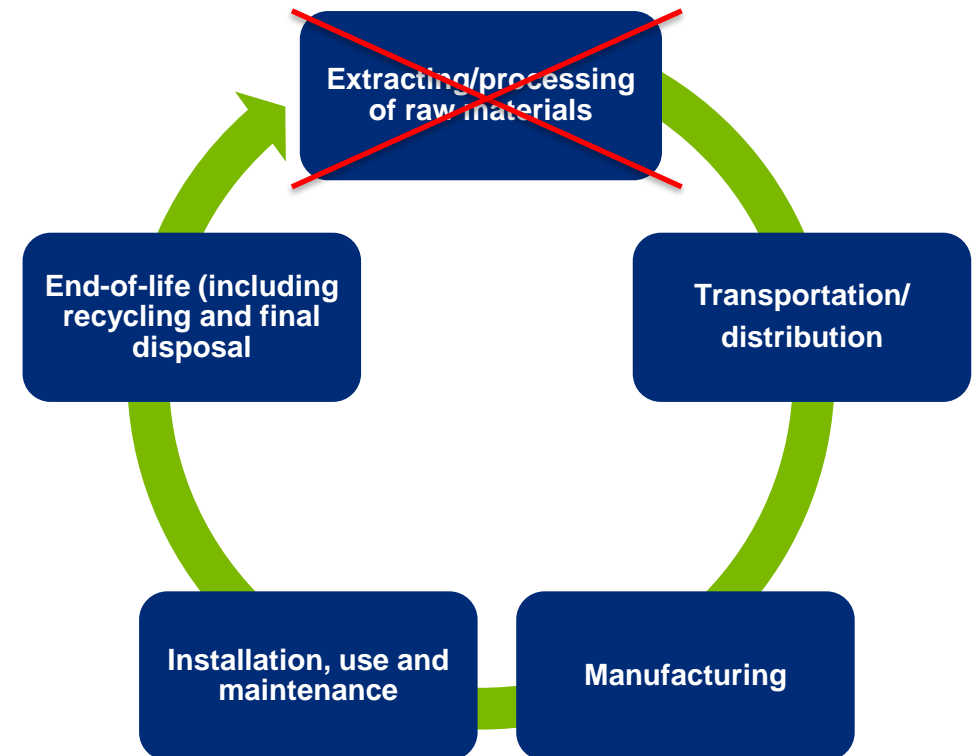 Extracting/processing
of raw materials
Transportation/
distribution
Manufacturing
Installation, use and
maintenance
End-of-life (including
recycling and final
disposal